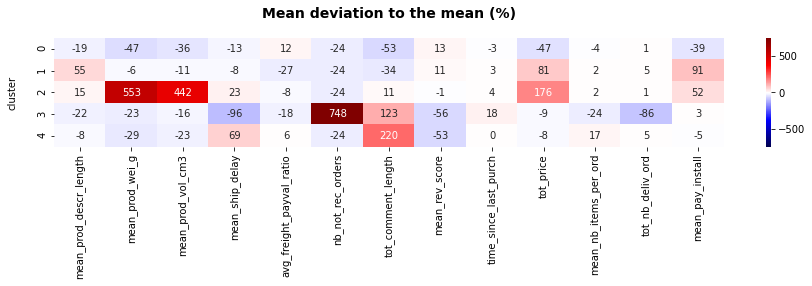 Mean deviation to the mean (%)
cluster
0 -19 -47 -36 -13 12 -24 -53 13 -3 -47 -4 1 -39
1 55 -6 -11 -8 -27 -24 -34 11 3 81 2 5 91
2 15 553 442 23 -8 -24 11 -1 4 176 2 1 52
3 -22 -23 -16 -96 -18 748 123 -56 18 -9 -24 -86 3
4 -8 -29 -23 69 6 -24 220 -53 0 -8 17 5 -5
mean_prod_descr_length
mean_prod_wei_g
mean_prod_vol_cm3
mean_ship_delay
avg_freight_payval_ratio
nb_not_rec_orders
tot_comment_length
mean_rev_score
time_since_last_purch
tot_price
mean_nb_items_per_ord
tot_nb_deliv_ord
mean_pay_install
500
0
−500